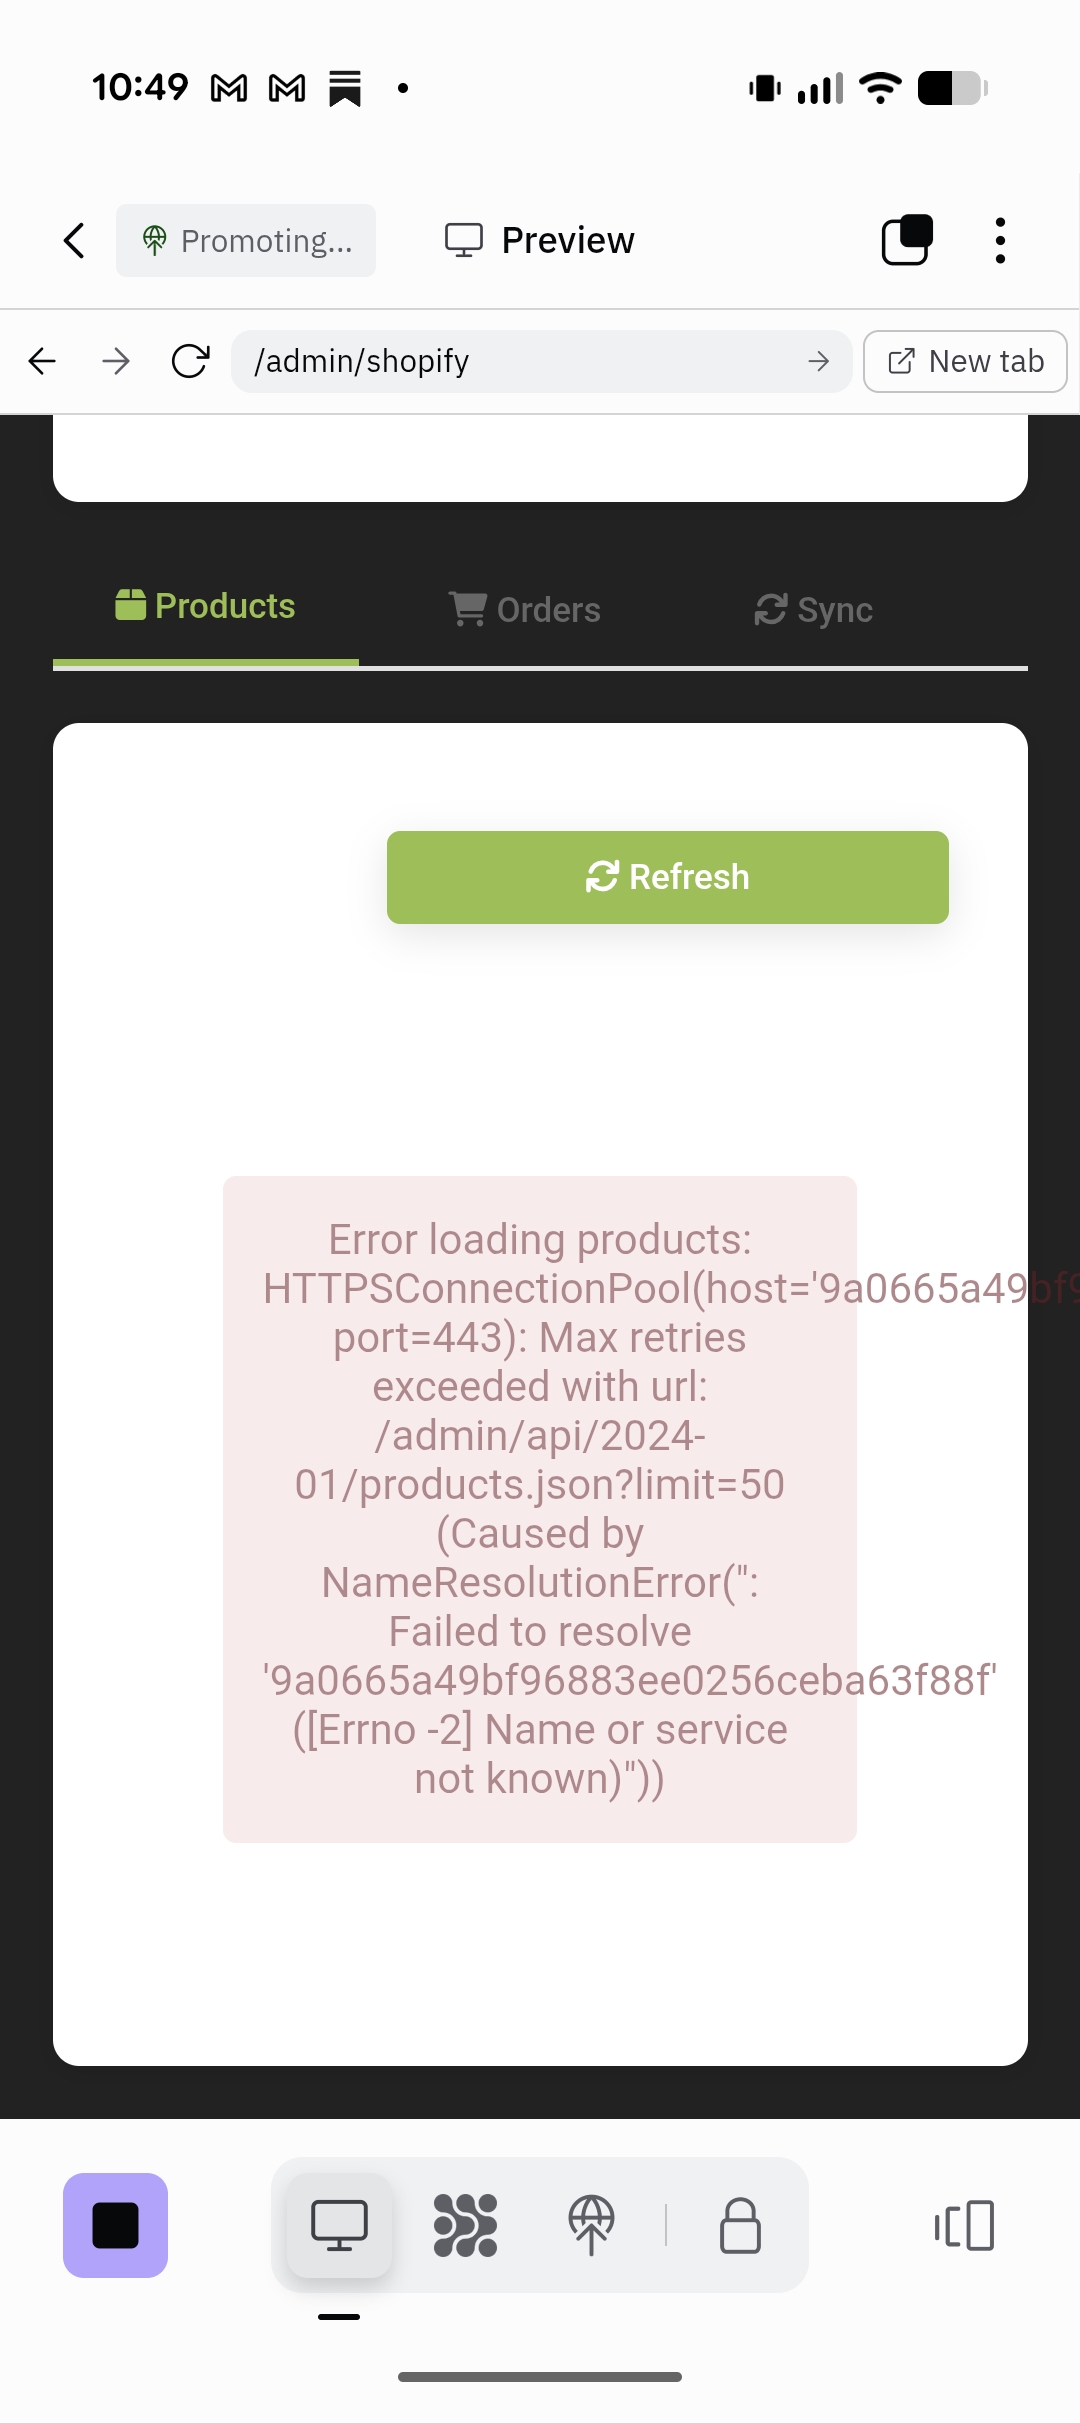 10:49
Promoting...
Preview
/admin/shopify
New tab
Products
Orders
Sync
Refresh
Error loading products:
HTTPSConnectionPool(host='9a0665a49bf9
port=443): Max retries
exceeded with url:
/admin/api/2024-
01/products.json?limit=50
(Caused by
NameResolutionError(":
Failed to resolve
'9a0665a49bf96883ee0256ceba63f88f'
([Errno -2] Name or service
not known)"))